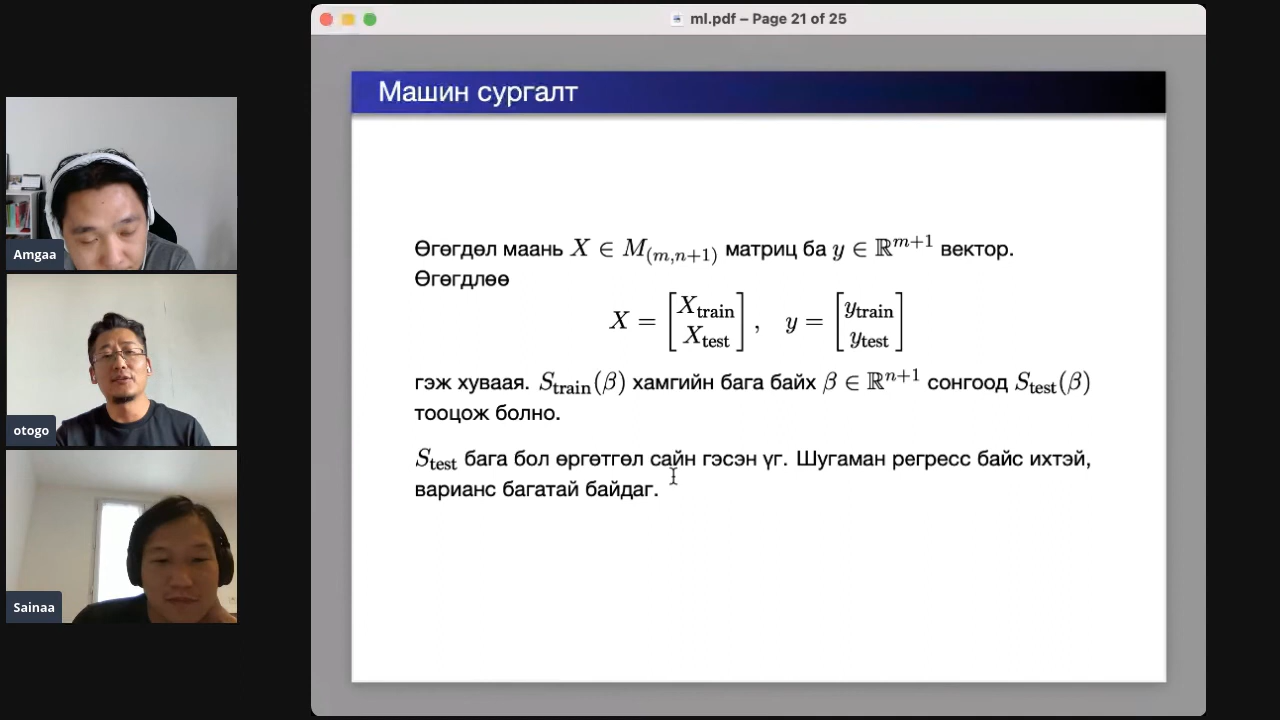 ml.pdf – Page 21 of 25
Машин сургалт
Өгөгдөл маань X ∈ M_{(m,n+1)} матриц ба y ∈ ℝ^{m+1} вектор.
Өгөгдлөө
X = [X_train X_test], y = [y_train y_test]
гэж хуваая. S_train(β) хамгийн бага байх β ∈ ℝ^{n+1} сонгоод S_test(β)
тооцож болно.
S_test бага бол өргөтгөл сайн гэсэн үг. Шугаман регресс байс ихтэй,
варианс багатай байдаг.
Amgaa
otogo
Sainaa